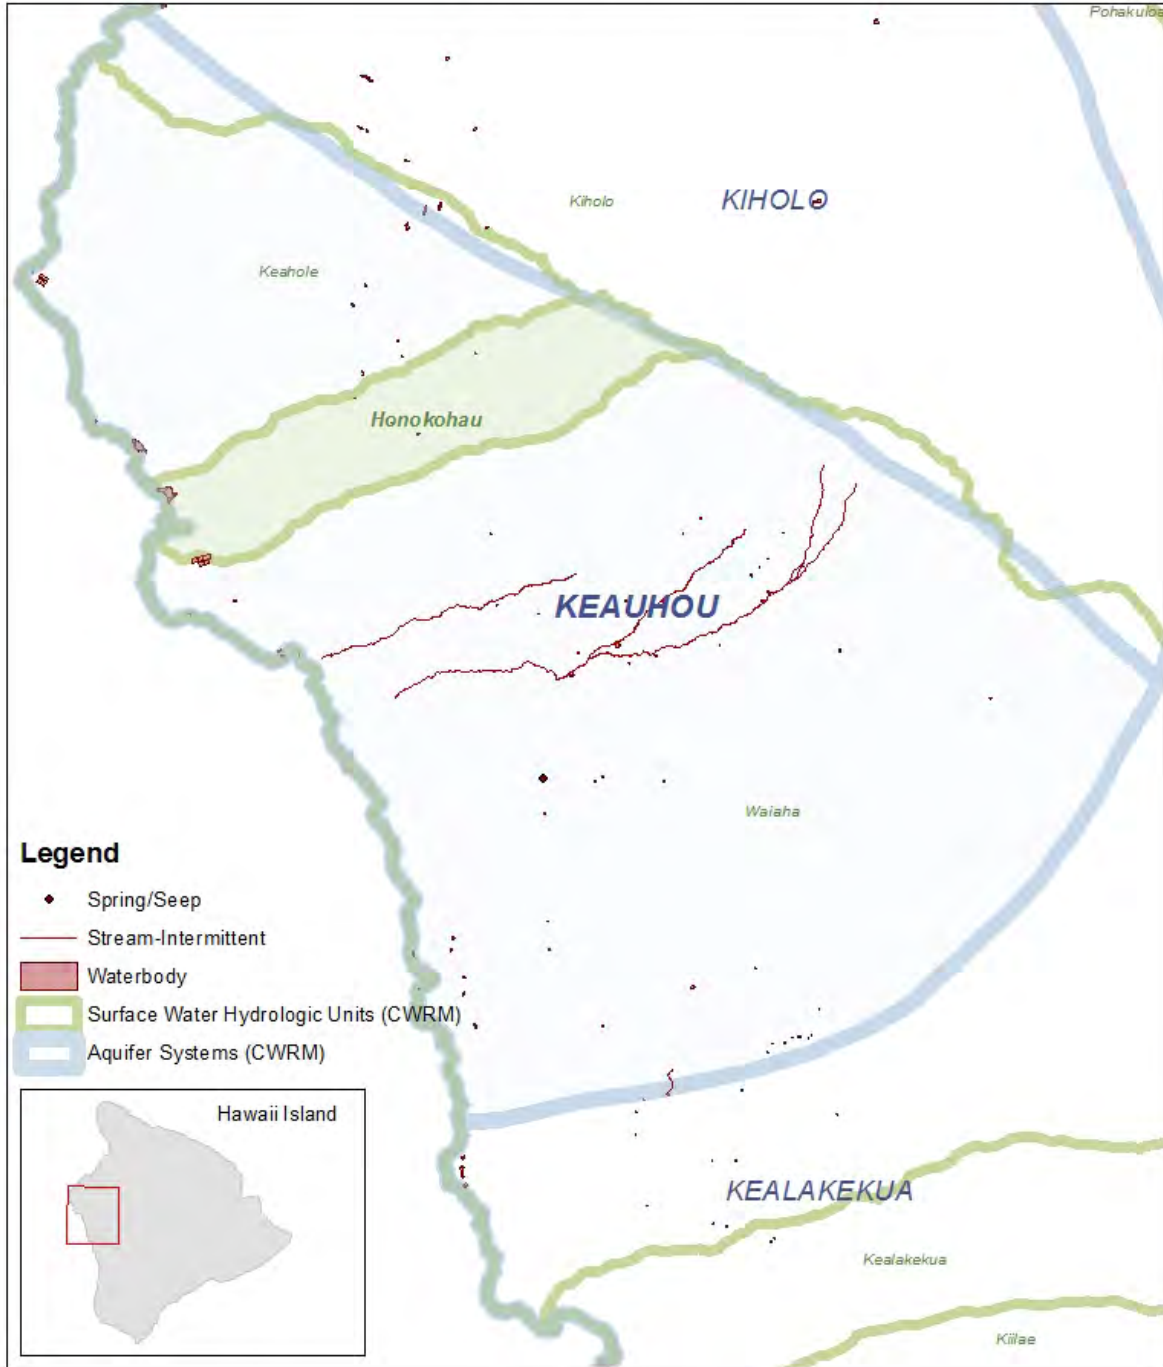 Pohakuloa
Kiholo
KIHOLO
Keahole
Honokohau
KEAUHOU
Waiaha
Legend
Spring/Seep
Stream-Intermittent
Waterbody
Surface Water Hydrologic Units (CWRM)
Aquifer Systems (CWRM)
Hawaii Island
KEALAKEKUA
Kealakekua
Kiilae